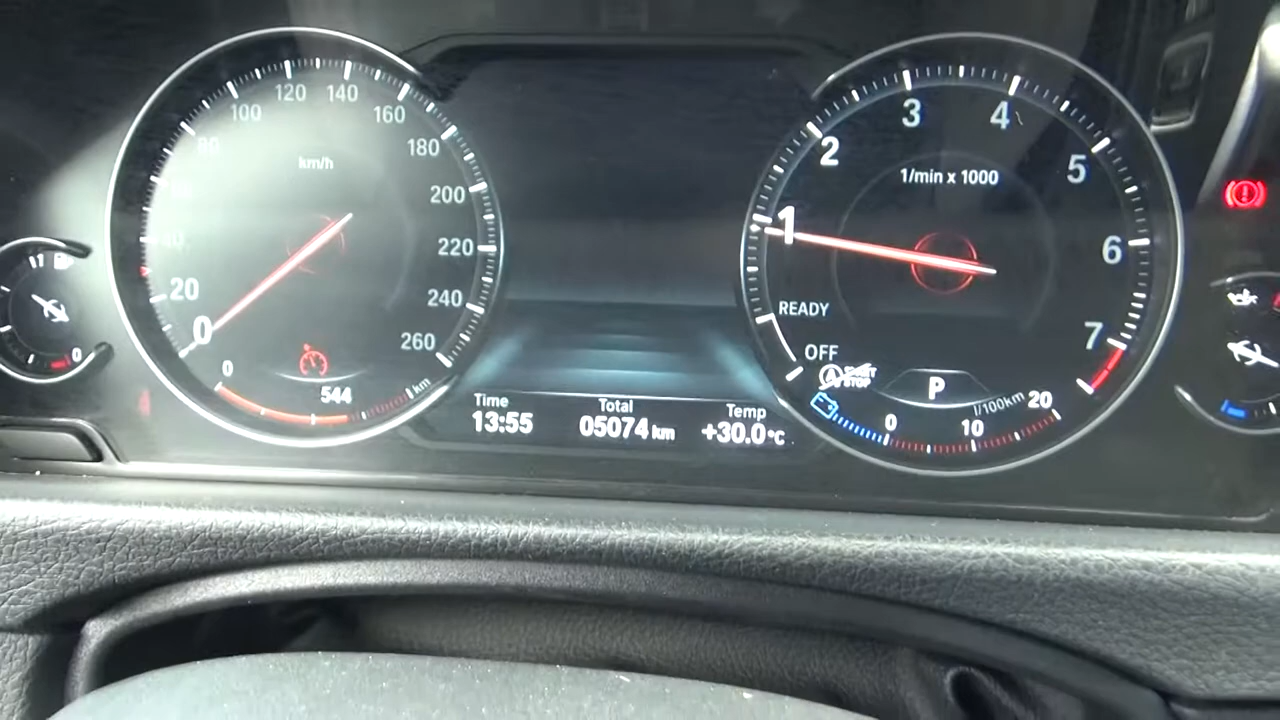 km/h
0
20
80
100
120
140
160
180
200
220
240
260
0
544
km
0
Time
13:55
Total
05074 km
Temp
+30.0°C
1/min x 1000
1
2
3
4
5
6
7
READY
OFF
P
0
10
20
l/100km